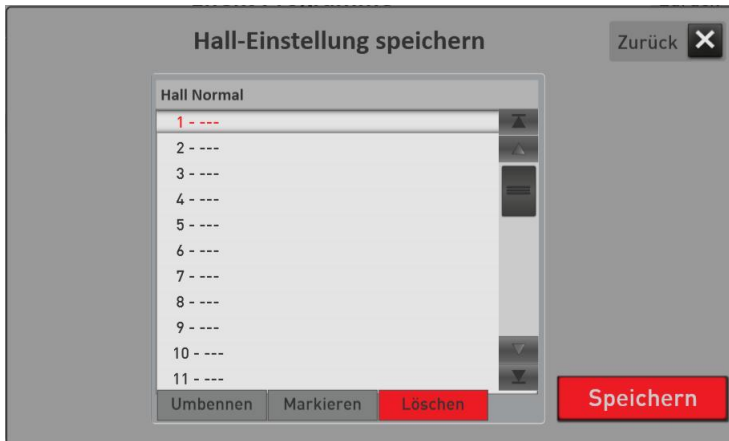 Hall-Einstellung speichern
Zurück
Hall Normal
1 - ---
2 - ---
3 - ---
4 - ---
5 - ---
6 - ---
7 - ---
8 - ---
9 - ---
10 - ---
11 - ---
Umbennen Markieren Löschen
Speichern